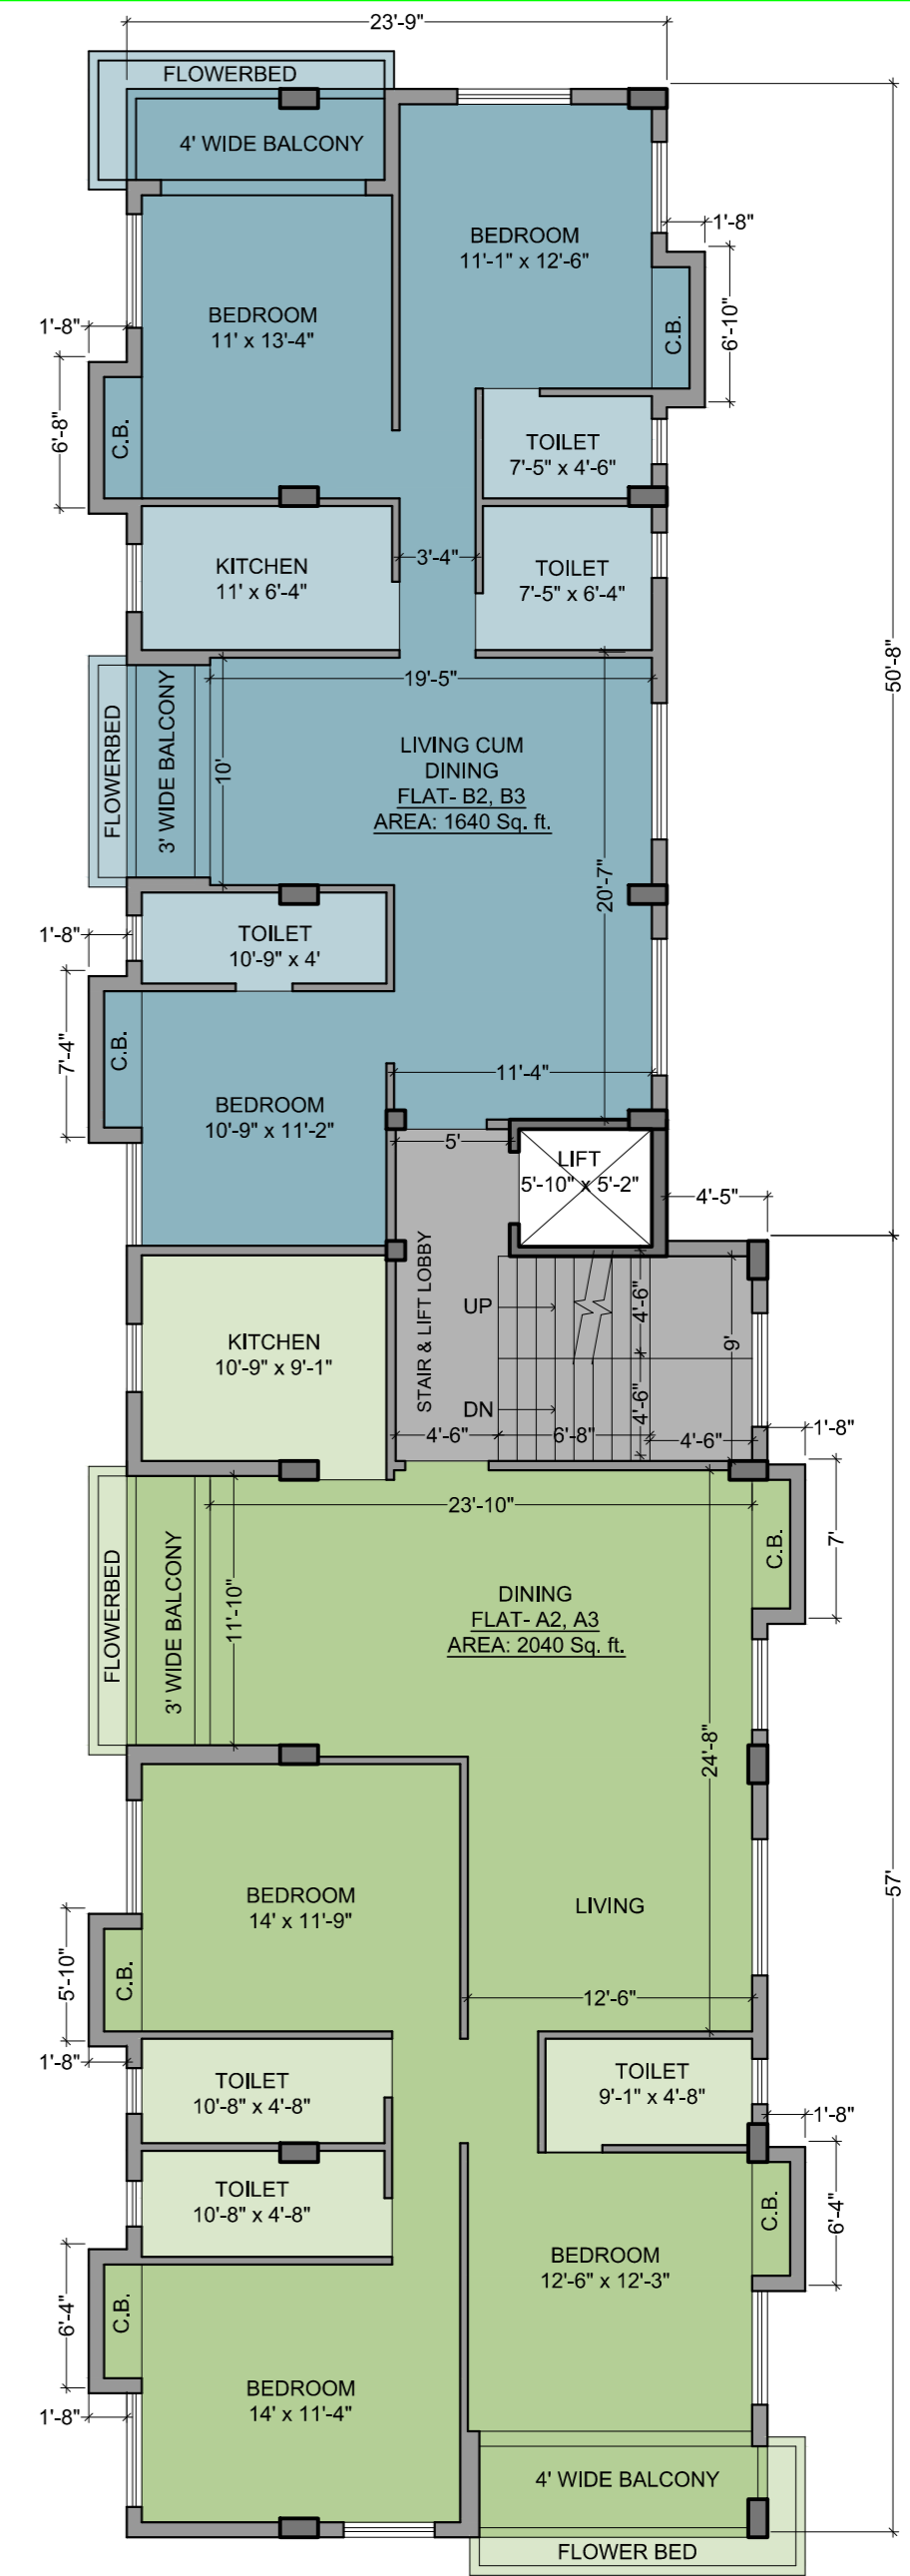 23'-9"
FLOWERBED
4' WIDE BALCONY
BEDROOM
11'-1" x 12'-6"
1'-8"
BEDROOM
11' x 13'-4"
1'-8"
C.B.
6'-10"
6'-8"
C.B.
TOILET
7'-5" x 4'-6"
KITCHEN
11' x 6'-4"
3'-4"
TOILET
7'-5" x 6'-4"
50'-8"
19'-5"
FLOWERBED
3' WIDE BALCONY
10'
LIVING CUM
DINING
FLAT- B2, B3
AREA: 1640 Sq. ft.
20'-7"
1'-8"
TOILET
10'-9" x 4'
7'-4"
C.B.
11'-4"
BEDROOM
10'-9" x 11'-2"
5'
LIFT
5'-10" x 5'-2"
4'-5"
STAIR & LIFT LOBBY
UP
4'-6"
9'
KITCHEN
10'-9" x 9'-1"
DN
4'-6"
4'-6"
6'-8"
4'-6"
1'-8"
23'-10"
C.B.
7'
FLOWERBED
3' WIDE BALCONY
11'-10"
DINING
FLAT- A2, A3
AREA: 2040 Sq. ft.
24'-8"
57'
BEDROOM
14' x 11'-9"
LIVING
5'-10"
C.B.
12'-6"
1'-8"
TOILET
10'-8" x 4'-8"
TOILET
9'-1" x 4'-8"
1'-8"
TOILET
10'-8" x 4'-8"
C.B.
6'-4"
BEDROOM
12'-6" x 12'-3"
6'-4"
C.B.
BEDROOM
14' x 11'-4"
1'-8"
4' WIDE BALCONY
FLOWER BED